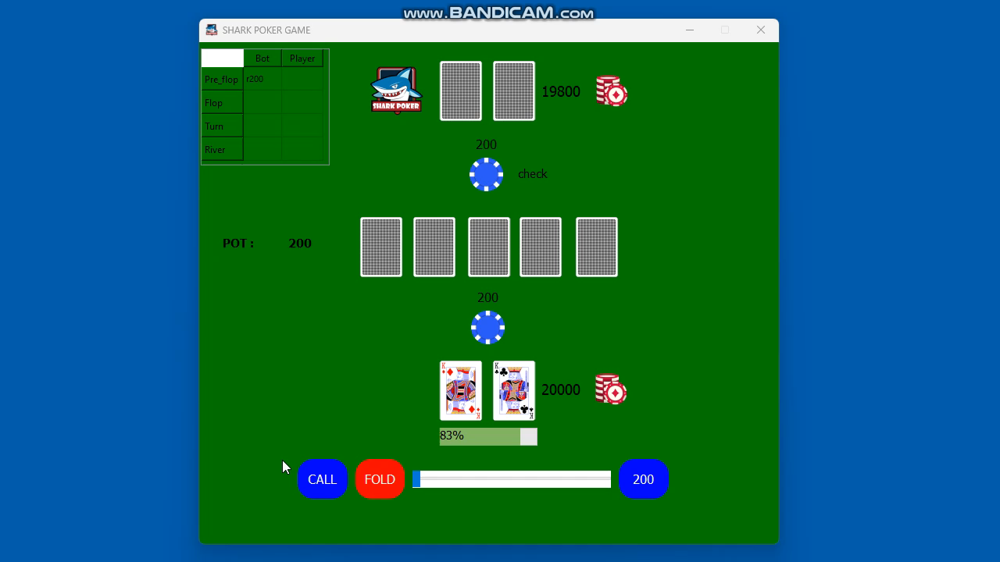 www.BANDICAM.com
SHARK POKER GAME
Bot Player
Pre_flop r200
Flop
Turn
River
SHARK POKER
19800
200
check
POT : 200
200
K K
K K
20000
83%
CALL FOLD 200